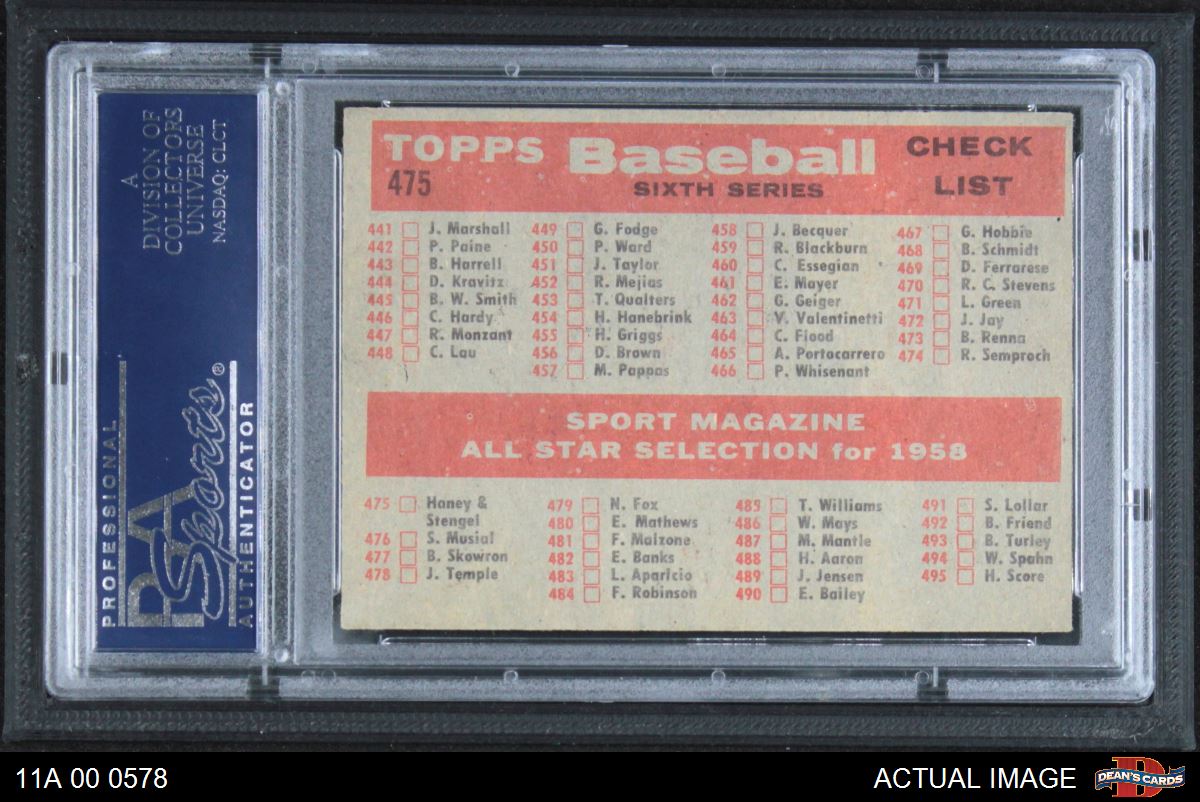 A
DIVISION OF
COLLECTORS
UNIVERSE
NASDAQ: CLCT
PROFESSIONAL
PSA
Sports®
AUTHENTICATOR
TOPPS Baseball CHECK
475 SIXTH SERIES LIST
441 J. Marshall
442 P. Paine
443 B. Harrell
444 D. Kravitz
445 B. W. Smith
446 C. Hardy
447 R. Monzant
448 C. Lau
449 G. Fodge
450 P. Ward
451 J. Taylor
452 R. Mejias
453 T. Qualters
454 H. Hanebrink
455 H. Griggs
456 D. Brown
457 M. Pappas
458 J. Becquer
459 R. Blackburn
460 C. Essegian
461 E. Mayer
462 G. Geiger
463 V. Valentinetti
464 C. Flood
465 A. Portocarrero
466 P. Whisenant
467 G. Hobbie
468 B. Schmidt
469 D. Ferrarese
470 R. C. Stevens
471 L. Green
472 J. Jay
473 B. Renna
474 R. Semproch
SPORT MAGAZINE
ALL STAR SELECTION for 1958
475 Haney &
Stengel
476 S. Musial
477 B. Skowron
478 J. Temple
479 N. Fox
480 E. Mathews
481 F. Malzone
482 E. Banks
483 L. Aparicio
484 F. Robinson
485 T. Williams
486 W. Mays
487 M. Mantle
488 H. Aaron
489 J. Jensen
490 E. Bailey
491 S. Lollar
492 B. Friend
493 B. Turley
494 W. Spahn
495 H. Score
11A 00 0578
ACTUAL IMAGE
D
DEAN'S CARDS